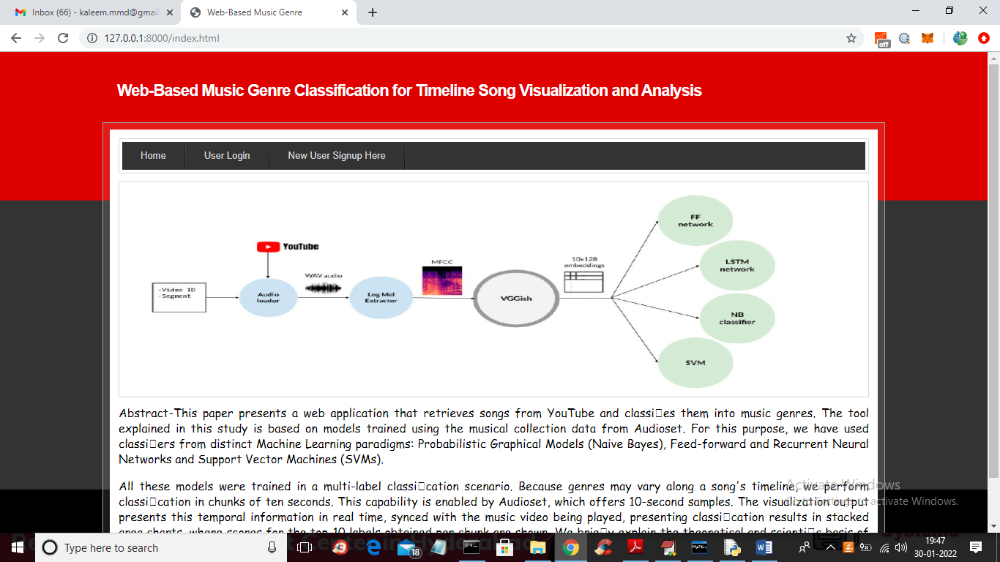 Inbox (66) - kaleem.mmd@gmail
Web-Based Music Genre
127.0.0.1:8000/index.html
off
Web-Based Music Genre Classification for Timeline Song Visualization and Analysis
Home
User Login
New User Signup Here
YouTube
-Video ID
-Segment
Audio
loader
WAV audio
Log Mel
Extractor
MFCC
VGGish
10x128
embeddings
FF
network
LSTM
network
NB
classifier
SVM
Abstract-This paper presents a web application that retrieves songs from YouTube and classi▯es them into music genres. The tool
explained in this study is based on models trained using the musical collection data from Audioset. For this purpose, we have used
classi▯ers from distinct Machine Learning paradigms: Probabilistic Graphical Models (Naive Bayes), Feed-forward and Recurrent Neural
Networks and Support Vector Machines (SVMs).
All these models were trained in a multi-label classi▯cation scenario. Because genres may vary along a song's timeline, we perform
classi▯cation in chunks of ten seconds. This capability is enabled by Audioset, which offers 10-second samples. The visualization output
presents this temporal information in real time, synced with the music video being played, presenting classi▯cation results in stacked
area charts, where scores for the top-10 labels obtained per chunk are shown. We brie▯y explain the theoretical and scienti▯c basis of
Activate Windows
Go to Settings to activate Windows.
Type here to search
18
MySQL
19:47
30-01-2022